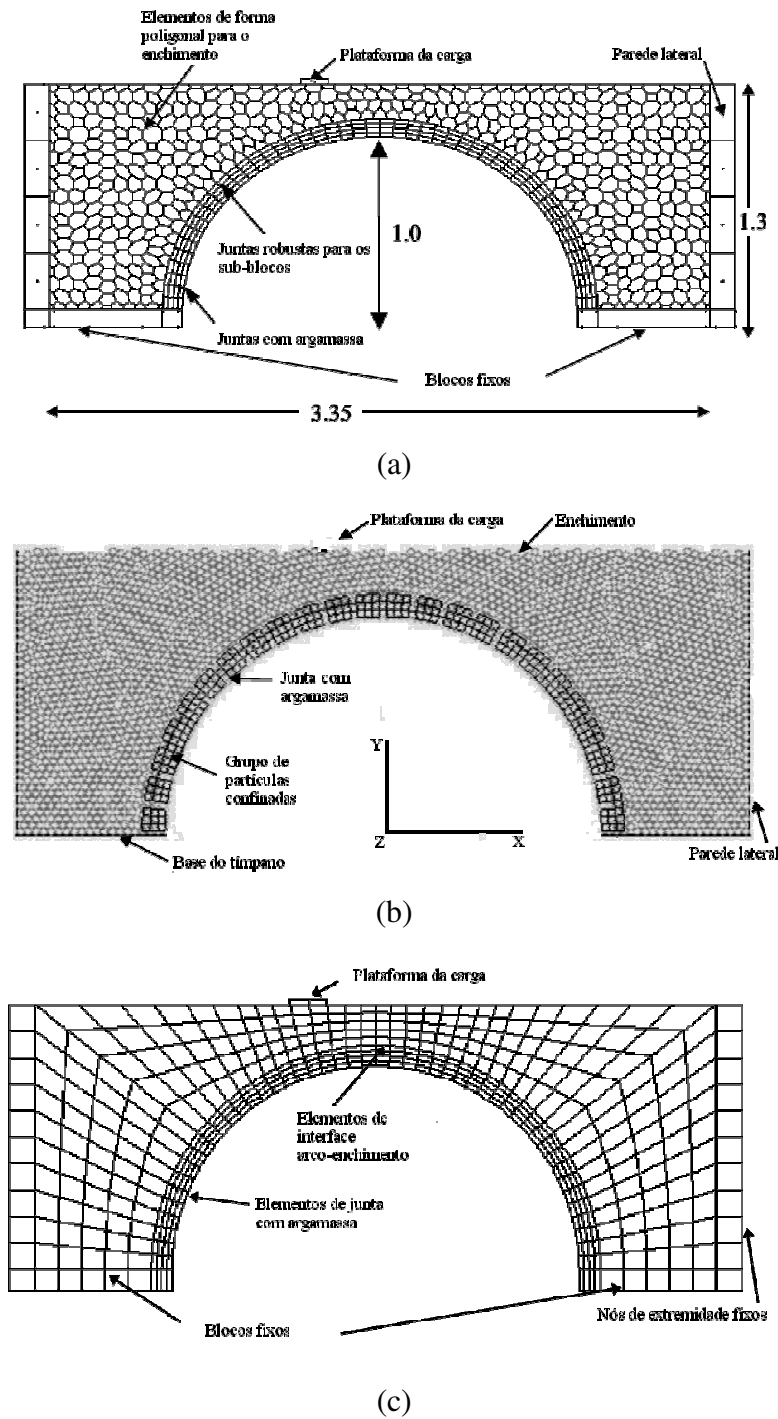 Elementos de forma
poligonal para o
enchimento
Plataforma da carga
Parede lateral
1.0
1.3
Juntas robustas para os
sub-blocos
Juntas com argamassa
Blocos fixos
3.35
(a)
Plataforma da carga
Enchimento
Junta com
argamassa
Grupo de
partículas
confinadas
Y
Z
X
Base do tímpano
Parede lateral
(b)
Plataforma da carga
Elementos de
interface
arco-enchimento
Elementos de junta
com argamassa
Blocos fixos
Nós de extremidade fixos
(c)